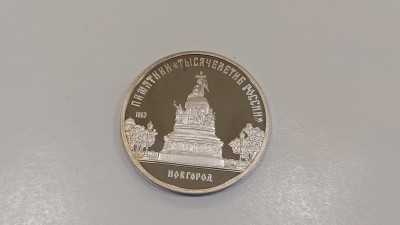 ПАМЯТНИК «ТЫСЯЧЕЛЕТИЕ РОССИИ»
1862
НОВГОРОД